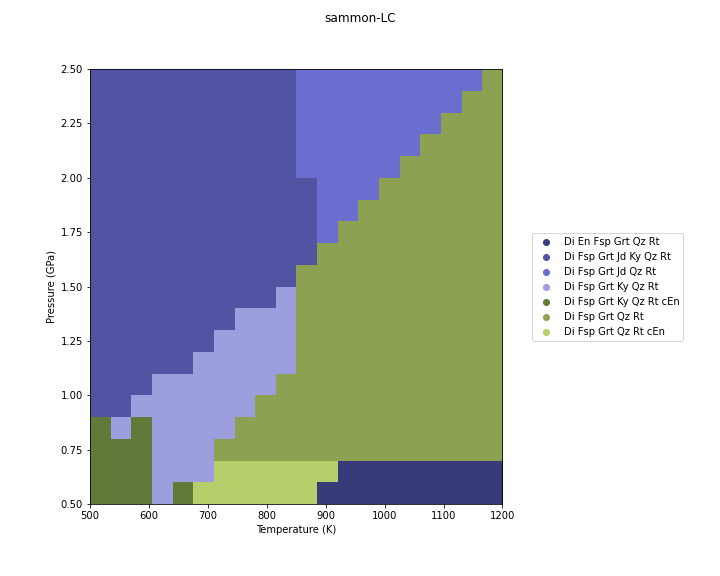 sammon-LC
2.50
2.25
2.00
1.75
1.50
1.25
1.00
0.75
0.50
Pressure (GPa)
500
600
700
800
900
1000
1100
1200
Temperature (K)
Di En Fsp Grt Qz Rt
Di Fsp Grt Jd Ky Qz Rt
Di Fsp Grt Jd Qz Rt
Di Fsp Grt Ky Qz Rt
Di Fsp Grt Ky Qz Rt cEn
Di Fsp Grt Qz Rt
Di Fsp Grt Qz Rt cEn